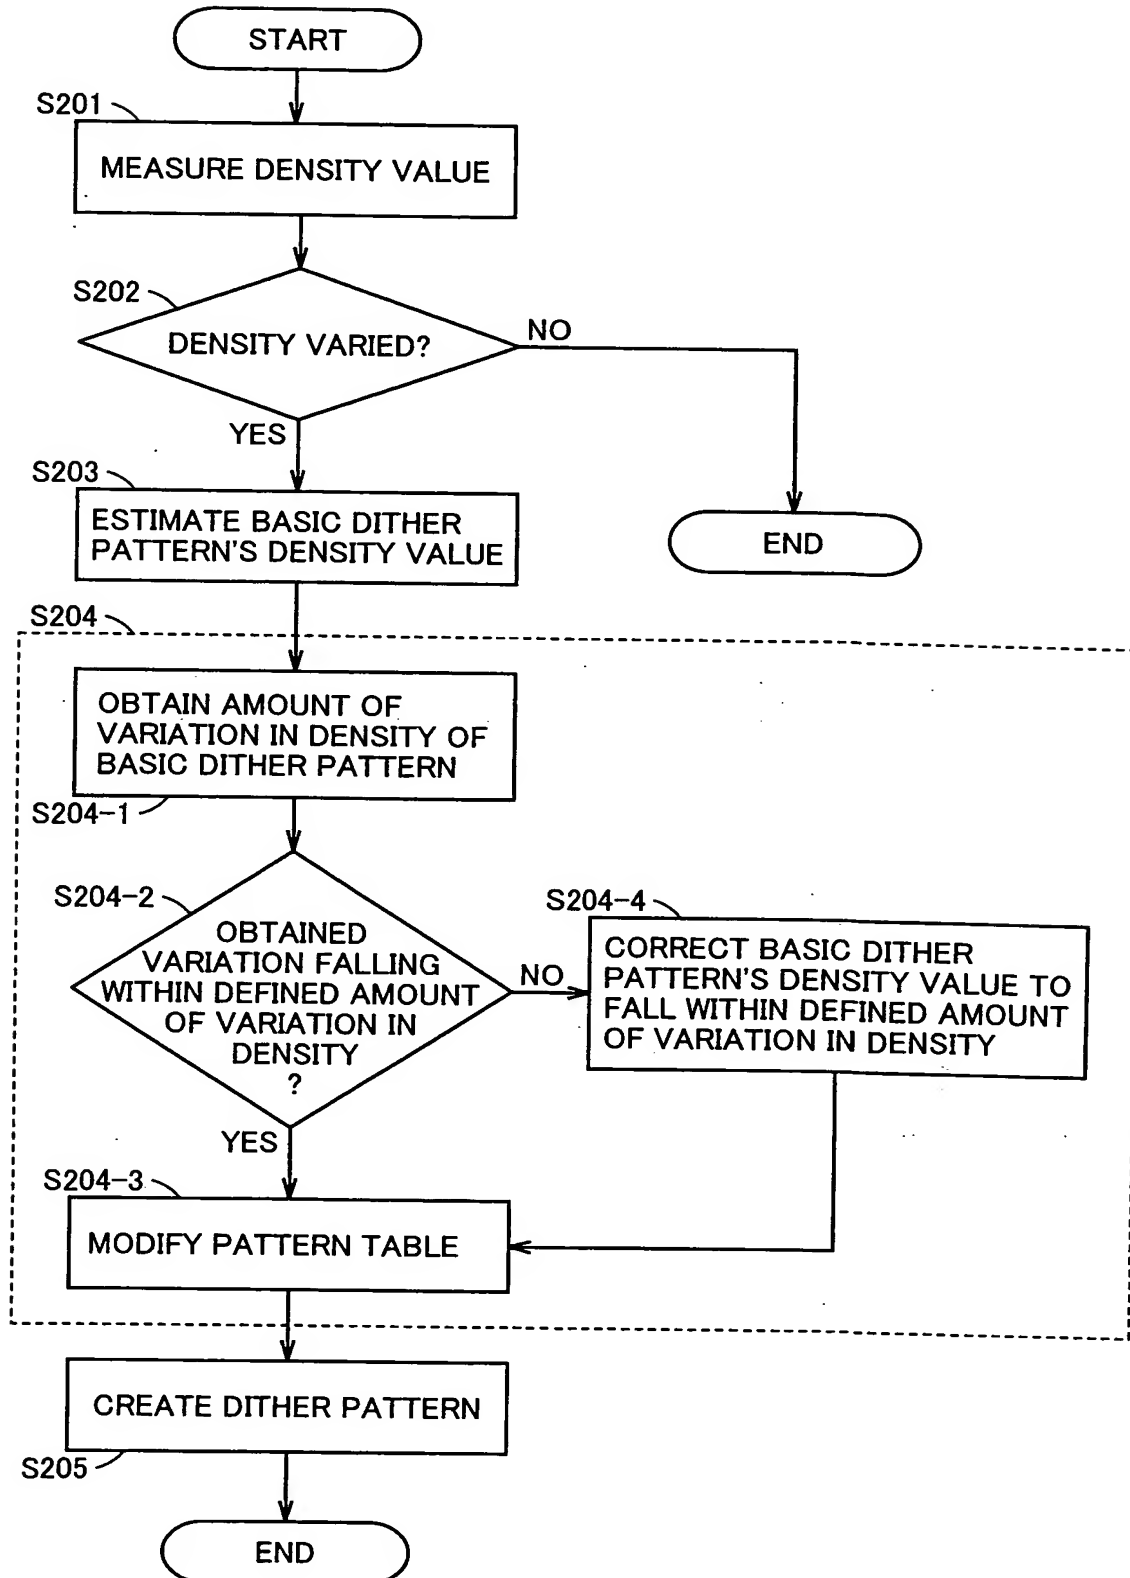 START
S201
MEASURE DENSITY VALUE
S202
DENSITY VARIED?
NO
YES
S203
ESTIMATE BASIC DITHER
PATTERN'S DENSITY VALUE
END
S204
OBTAIN AMOUNT OF
VARIATION IN DENSITY OF
BASIC DITHER PATTERN
S204-1
S204-2
OBTAINED
VARIATION FALLING
WITHIN DEFINED AMOUNT
OF VARIATION IN
DENSITY
?
NO
S204-4
CORRECT BASIC DITHER
PATTERN'S DENSITY VALUE TO
FALL WITHIN DEFINED AMOUNT
OF VARIATION IN DENSITY
YES
S204-3
MODIFY PATTERN TABLE
CREATE DITHER PATTERN
S205
END